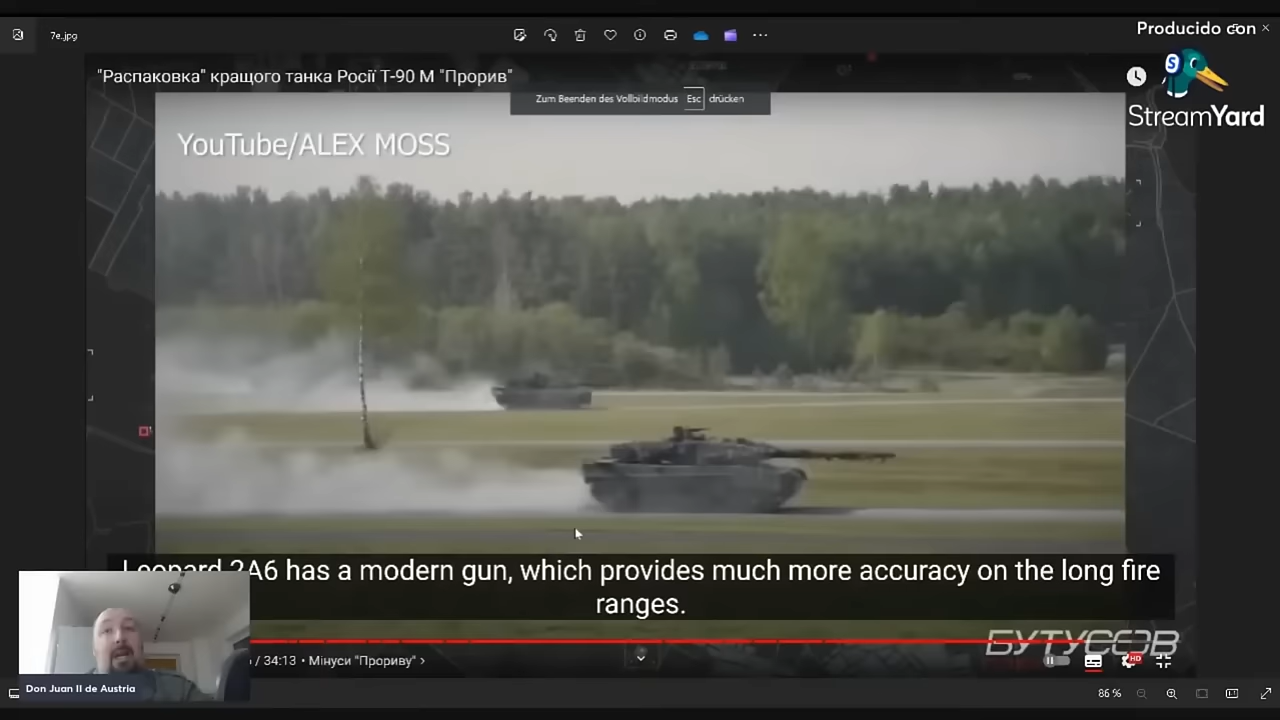 7e.jpg
Producido con
StreamYard
"Распаковка" кращого танка Росії Т-90 М "Прорив"
Zum Beenden des Vollbildmodus Esc drücken
YouTube/ALEX MOSS
Leopard 2A6 has a modern gun, which provides much more accuracy on the long fire
ranges.
БУТУСОВ
/ 34:13 • Мінуси "Прориву" ›
HD
Don Juan II de Austria
86 %